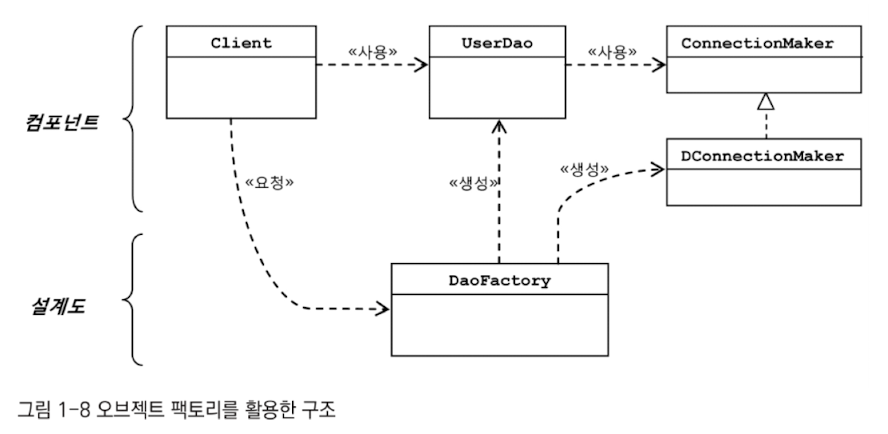 Client
«사용»
UserDao
«사용»
ConnectionMaker
컴포넌트
DConnectionMaker
«요청»
«생성»
«생성»
DaoFactory
설계도
그림 1-8 오브젝트 팩토리를 활용한 구조